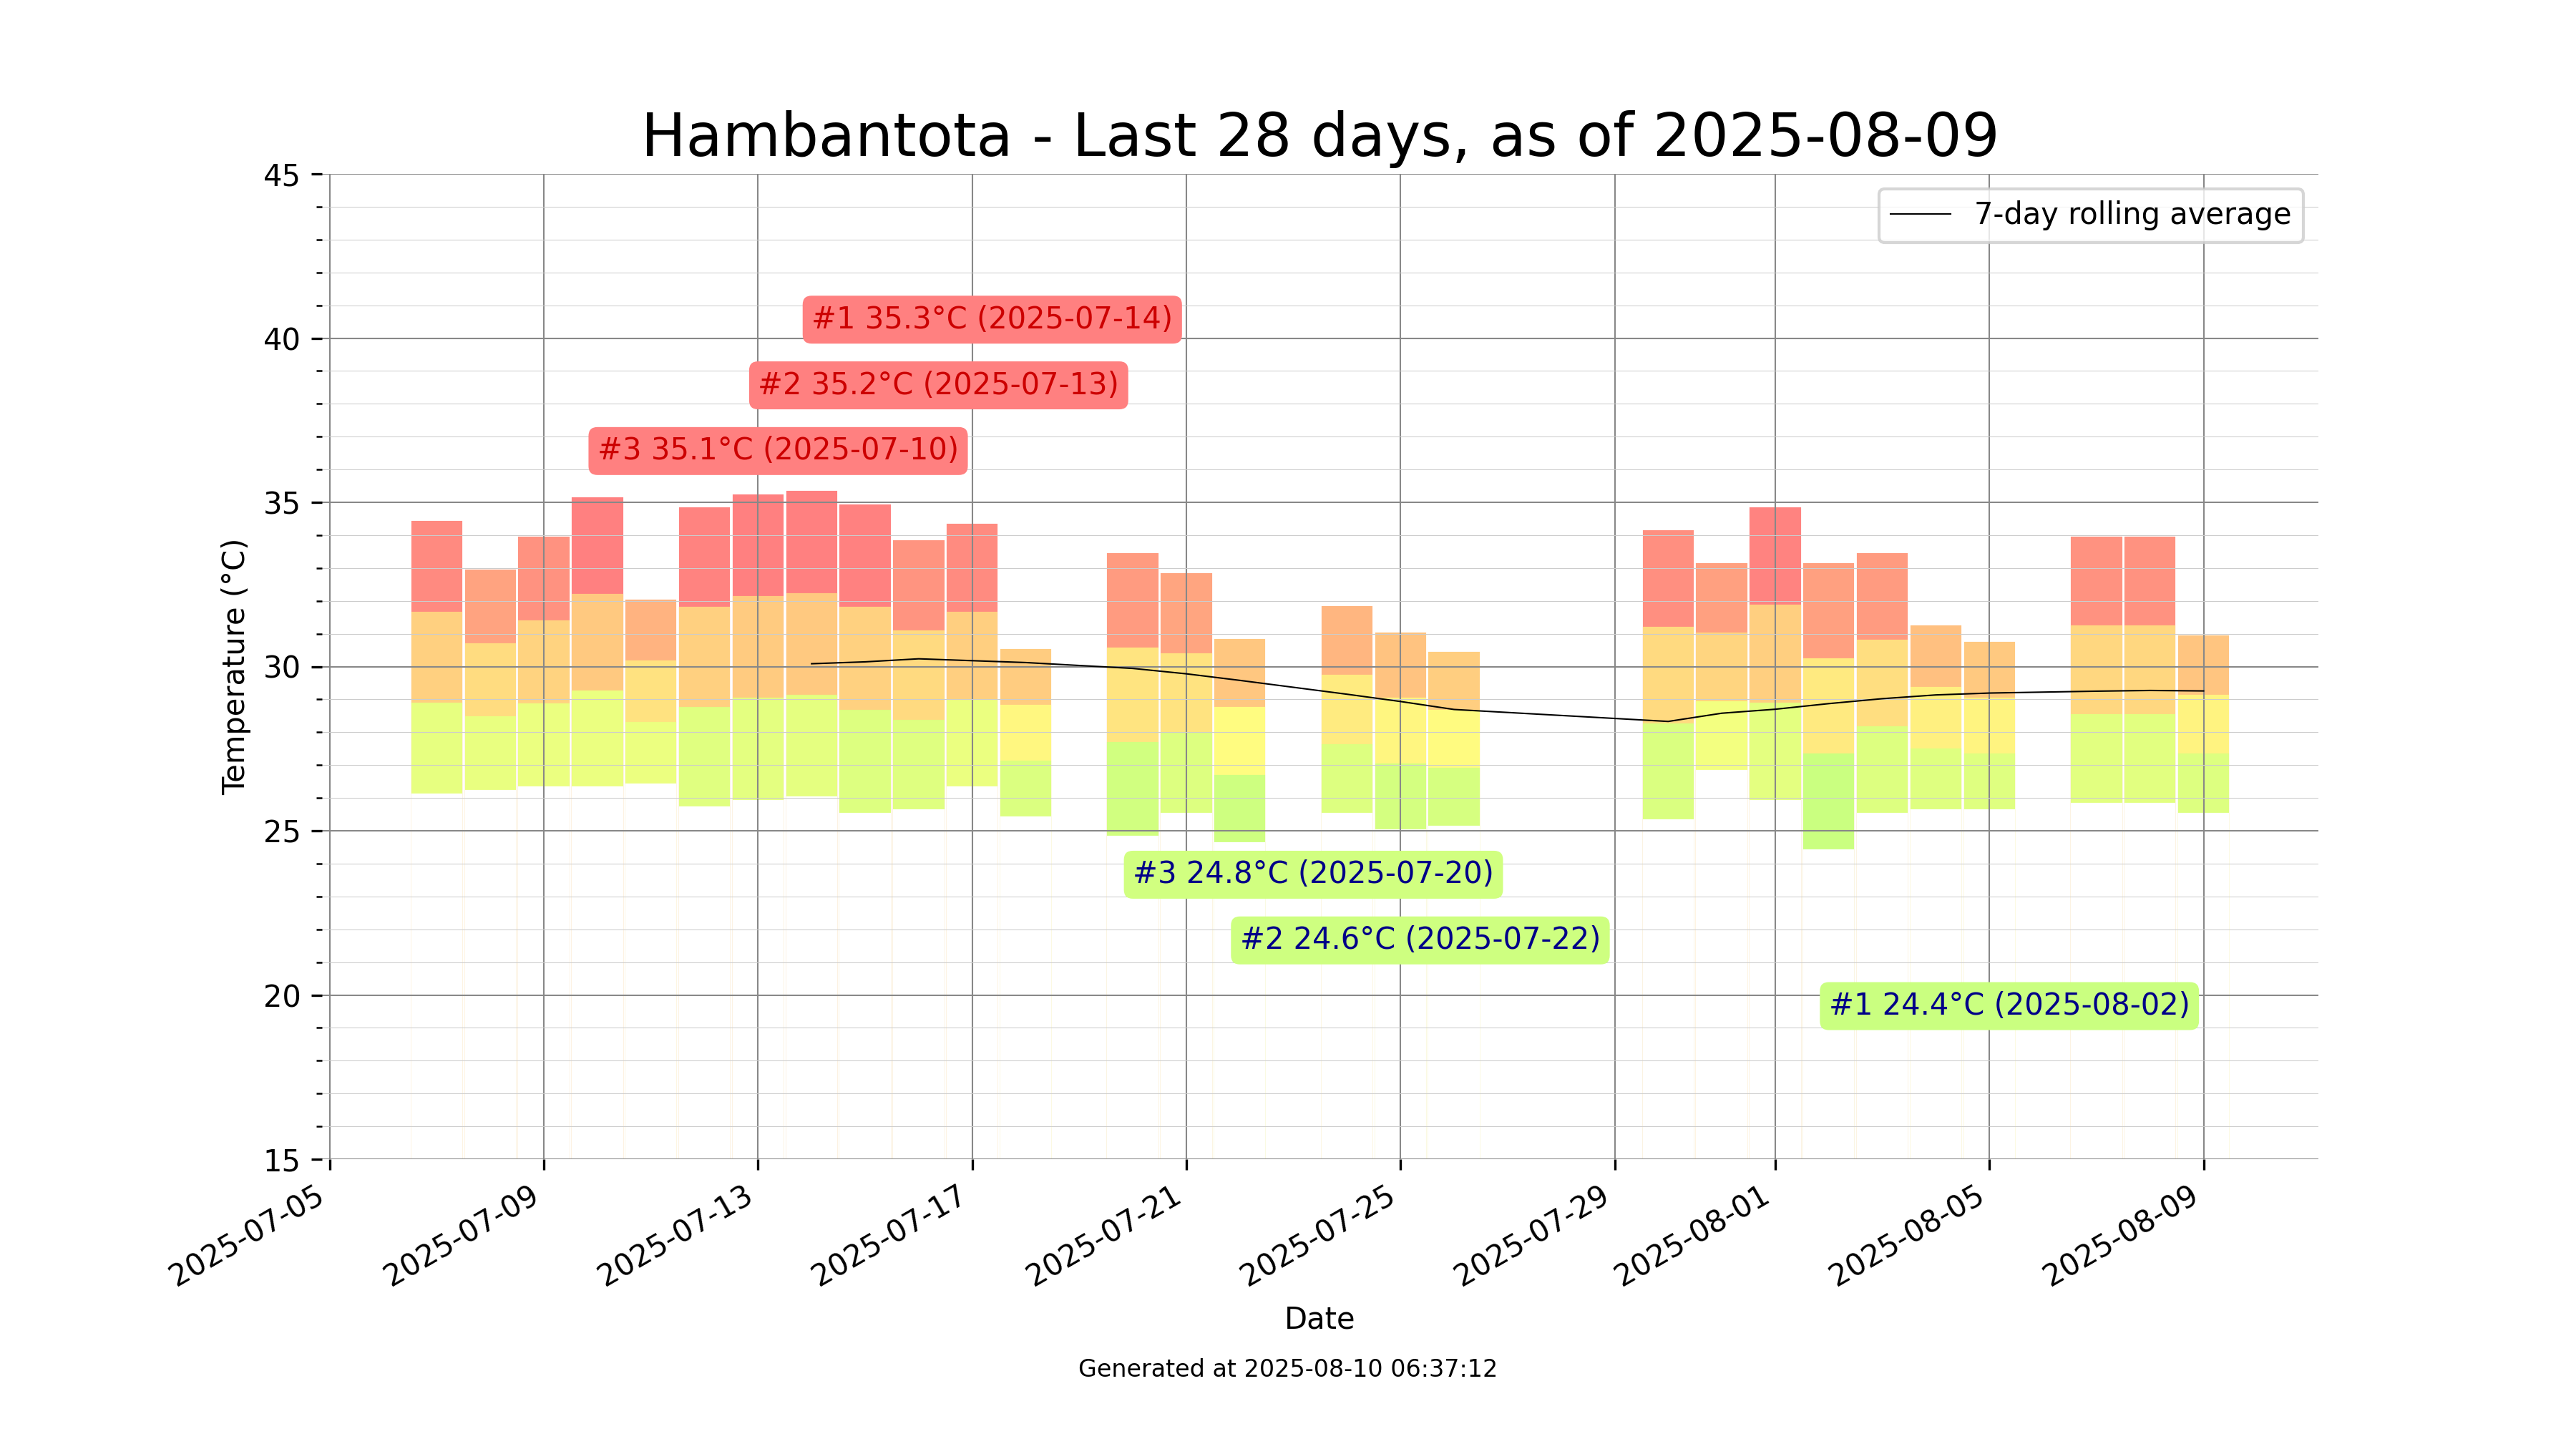 Hambantota - Last 28 days, as of 2025-08-09
45
7-day rolling average
#1 35.3°C (2025-07-14)
40
#2 35.2°C (2025-07-13)
#3 35.1°C (2025-07-10)
35
Temperature (°C)
30
25
#3 24.8°C (2025-07-20)
#2 24.6°C (2025-07-22)
20
#1 24.4°C (2025-08-02)
15
2025-07-05
2025-07-09
2025-07-13
2025-07-17
2025-07-21
2025-07-25
2025-07-29
2025-08-01
2025-08-05
2025-08-09
Date
Generated at 2025-08-10 06:37:12